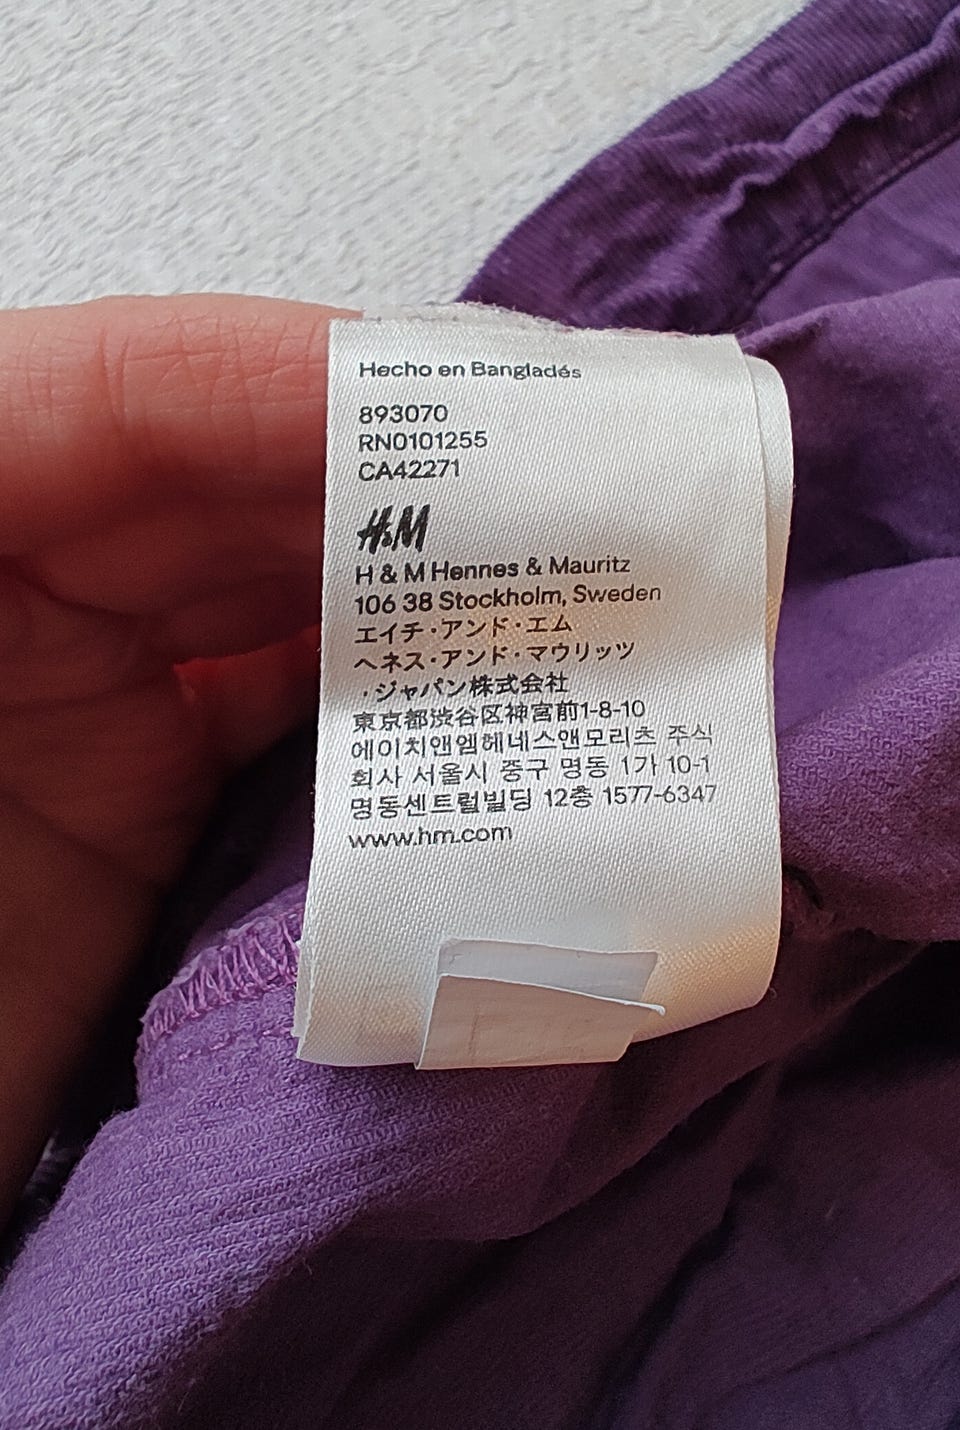 Hecho en Bangladés
893070
RN0101255
CA42271
H&M
H & M Hennes & Mauritz
106 38 Stockholm, Sweden
エイチ・アンド・エム
ヘネス・アンド・マウリッツ
・ジャパン株式会社
東京都渋谷区神宮前1-8-10
에이치앤엠헤네스앤모리츠 주식
회사 서울시 중구 명동 1가 10-1
명동센트럴빌딩 12층 1577-6347
www.hm.com